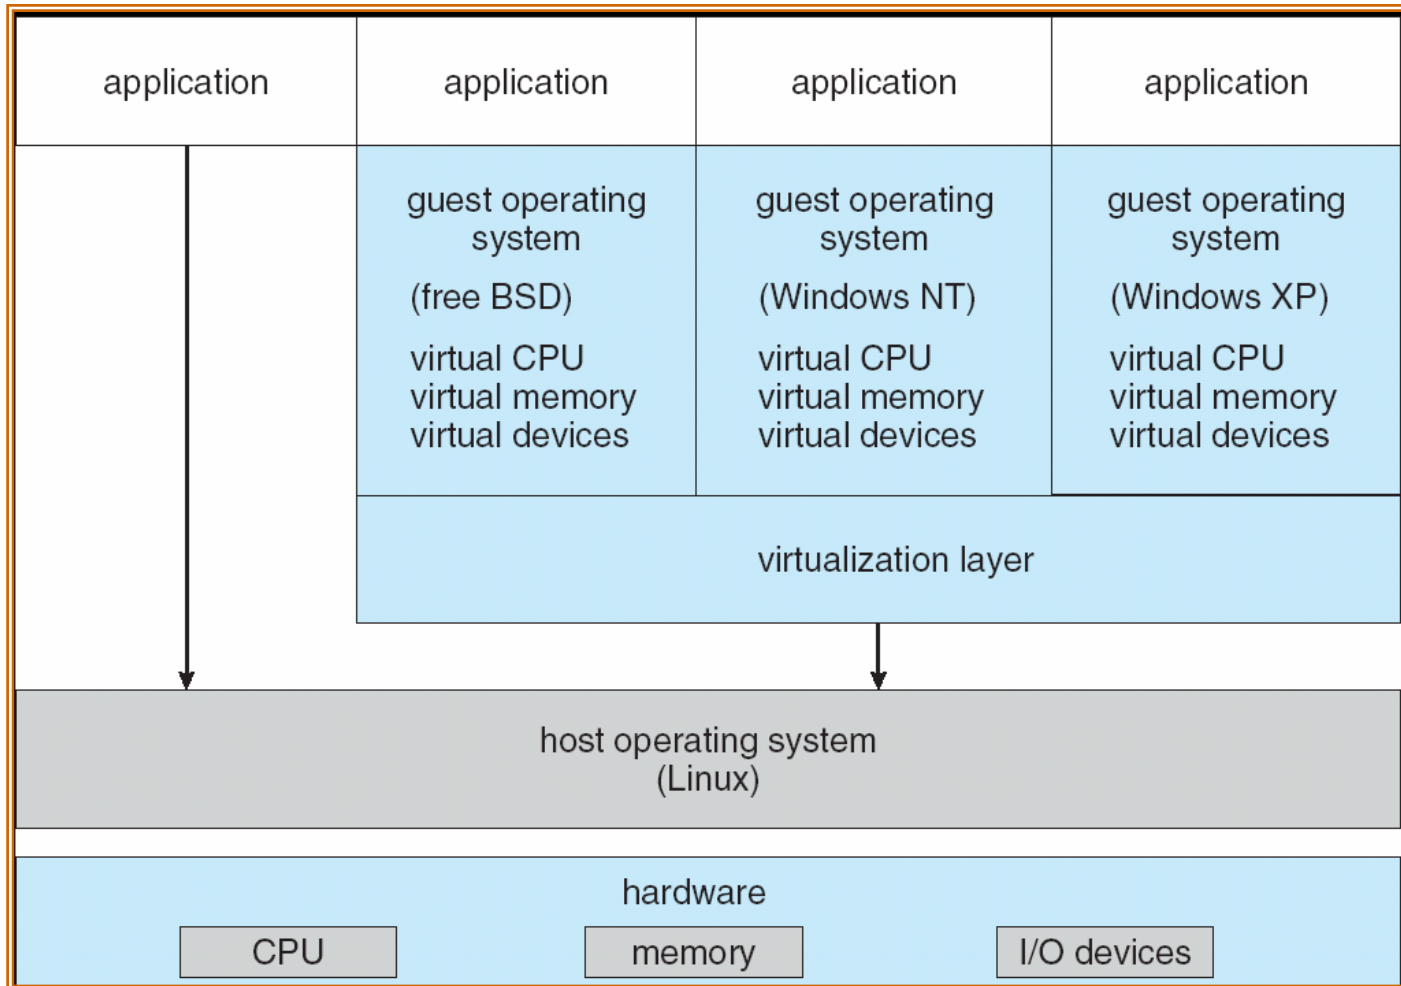 application
application
application
application
guest operating
system
(free BSD)
virtual CPU
virtual memory
virtual devices
guest operating
system
(Windows NT)
virtual CPU
virtual memory
virtual devices
guest operating
system
(Windows XP)
virtual CPU
virtual memory
virtual devices
virtualization layer
host operating system
(Linux)
hardware
CPU
memory
I/O devices